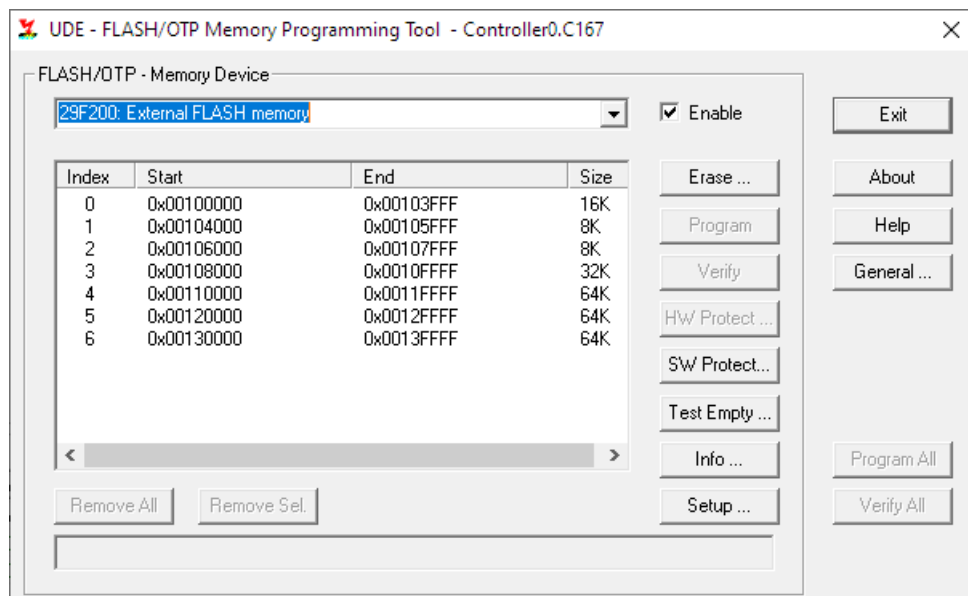 UDE - FLASH/OTP Memory Programming Tool - Controller0.C167
FLASH/OTP - Memory Device
29F200: External FLASH memory
Enable
Exit
Index Start End Size
0 0x00100000 0x00103FFF 16K
1 0x00104000 0x00105FFF 8K
2 0x00106000 0x00107FFF 8K
3 0x00108000 0x0010FFFF 32K
4 0x00110000 0x0011FFFF 64K
5 0x00120000 0x0012FFFF 64K
6 0x00130000 0x0013FFFF 64K
Erase ...
Program
Verify
HW Protect ...
SW Protect...
Test Empty ...
Info ...
Setup ...
About
Help
General ...
Program All
Verify All
Remove All
Remove Sel.